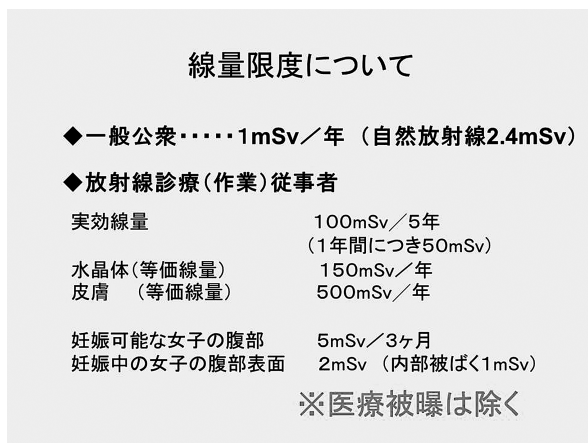 線量限度について
◆一般公衆・・・・・1mSv／年 （自然放射線2.4mSv）
◆放射線診療（作業）従事者
実効線量 100mSv／5年
（1年間につき50mSv）
水晶体（等価線量） 150mSv／年
皮膚 （等価線量） 500mSv／年
妊娠可能な女子の腹部 5mSv／3ヶ月
妊娠中の女子の腹部表面 2mSv （内部被ばく1mSv）
※医療被曝は除く